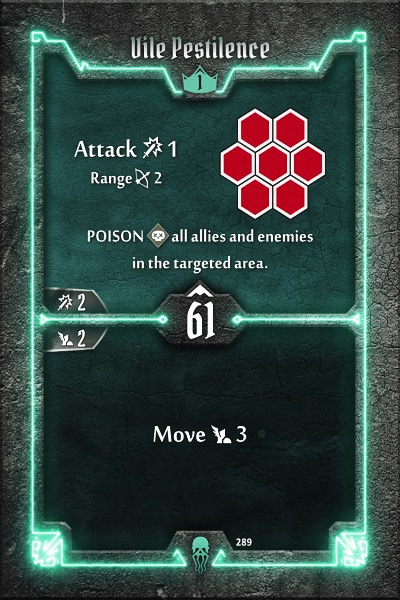 Vile Pestilence
1
Attack 1
Range 2
POISON all allies and enemies
in the targeted area.
2
61
2
Move 3
289